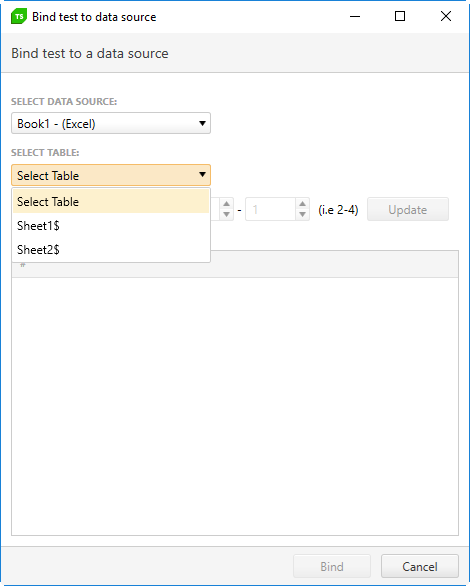 TS Bind test to data source
Bind test to a data source
SELECT DATA SOURCE:
Book1 - (Excel)
SELECT TABLE:
Select Table
Select Table
- 1 (i.e 2-4) Update
Sheet1$
Sheet2$
#
Bind Cancel